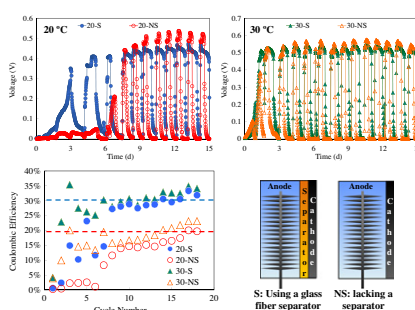 20 ºC
20-S
20-NS
0.6
0.5
0.4
0.3
0.2
0.1
0
Voltage (V)
0
3
6
9
12
15
Time (d)
30 ºC
30-S
30-NS
0.7
0.6
0.5
0.4
0.3
0.2
0.1
0
Voltage (V)
0
3
6
9
12
Time (d)
40%
35%
30%
25%
20%
15%
10%
5%
0%
Coulombic Efficiency
20-S
20-NS
30-S
30-NS
0
5
10
15
20
Cycle Number
Anode
Separator
Cathode
Anode
Cathode
S: Using a glass
fiber separator
NS: lacking a
separator